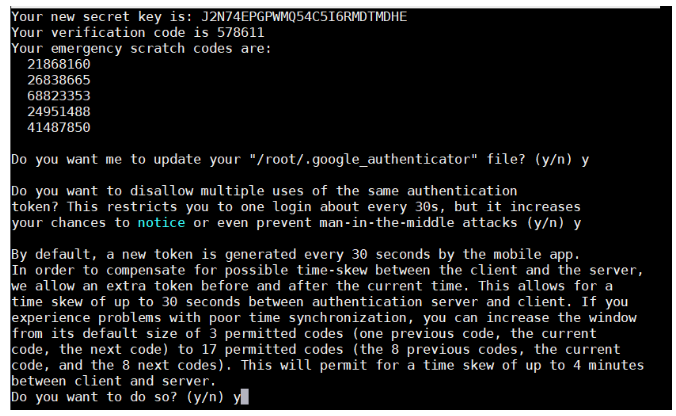 Your new secret key is: J2N74EPGPWMQ54C5I6RMDTMDHE
Your verification code is 578611
Your emergency scratch codes are:
21868160
26838665
68823353
24951488
41487850
Do you want me to update your "/root/.google_authenticator" file? (y/n) y
Do you want to disallow multiple uses of the same authentication
token? This restricts you to one login about every 30s, but it increases
your chances to notice or even prevent man-in-the-middle attacks (y/n) y
By default, a new token is generated every 30 seconds by the mobile app.
In order to compensate for possible time-skew between the client and the server,
we allow an extra token before and after the current time. This allows for a
time skew of up to 30 seconds between authentication server and client. If you
experience problems with poor time synchronization, you can increase the window
from its default size of 3 permitted codes (one previous code, the current
code, the next code) to 17 permitted codes (the 8 previous codes, the current
code, and the 8 next codes). This will permit for a time skew of up to 4 minutes
between client and server.
Do you want to do so? (y/n) y